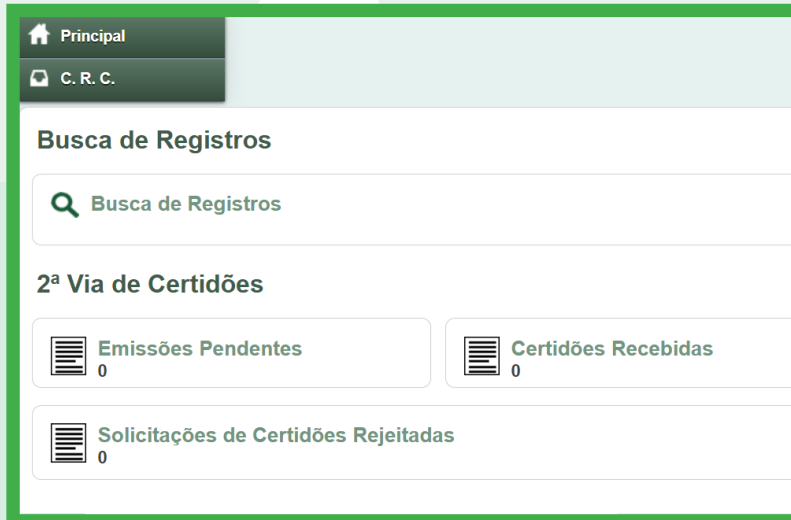 Principal
C. R. C.
Busca de Registros
Busca de Registros
2ª Via de Certidões
Emissões Pendentes
0
Certidões Recebidas
0
Solicitações de Certidões Rejeitadas
0